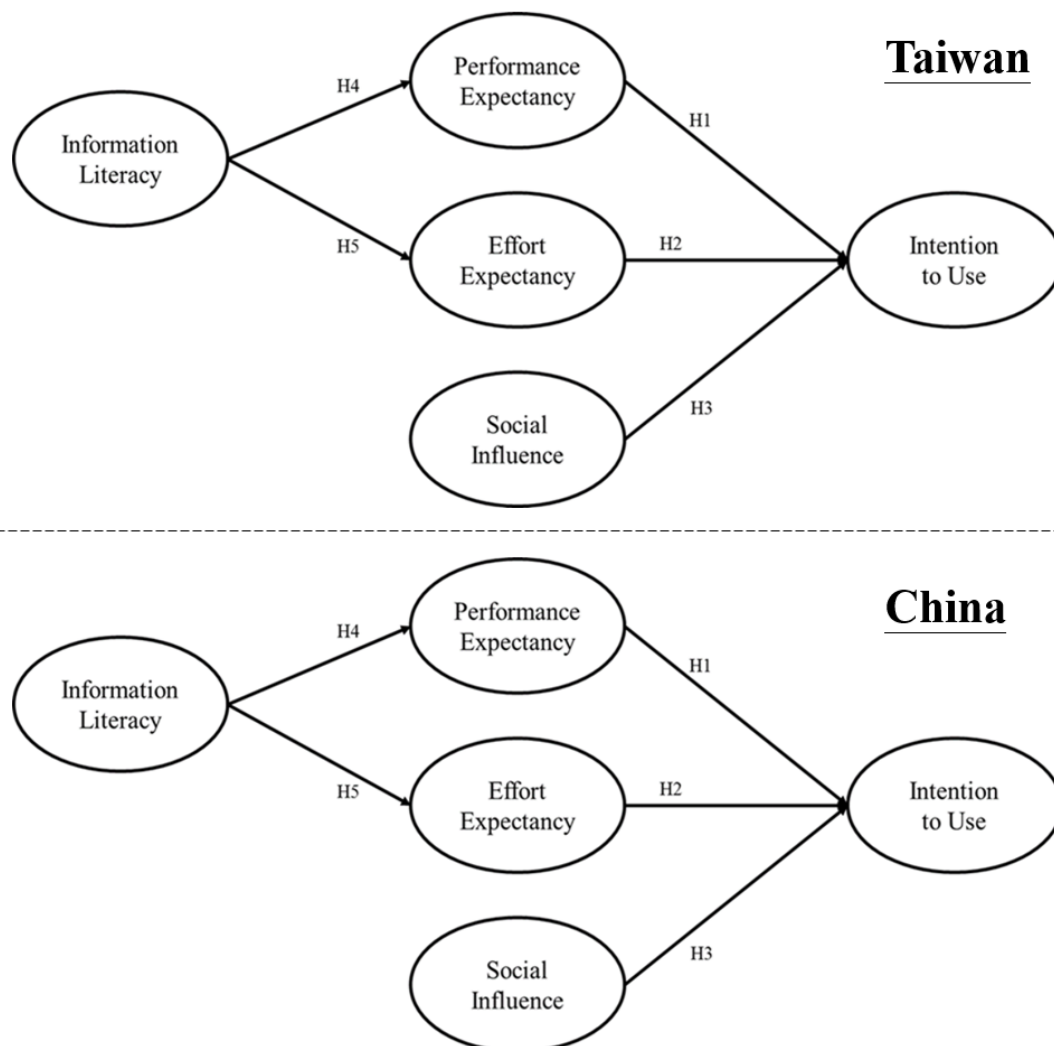 Taiwan
Performance
Expectancy
H4
H1
Information
Literacy
H5
Effort
Expectancy
H2
Intention
to Use
Social
Influence
H3
China
Performance
Expectancy
H4
H1
Information
Literacy
H5
Effort
Expectancy
H2
Intention
to Use
Social
Influence
H3